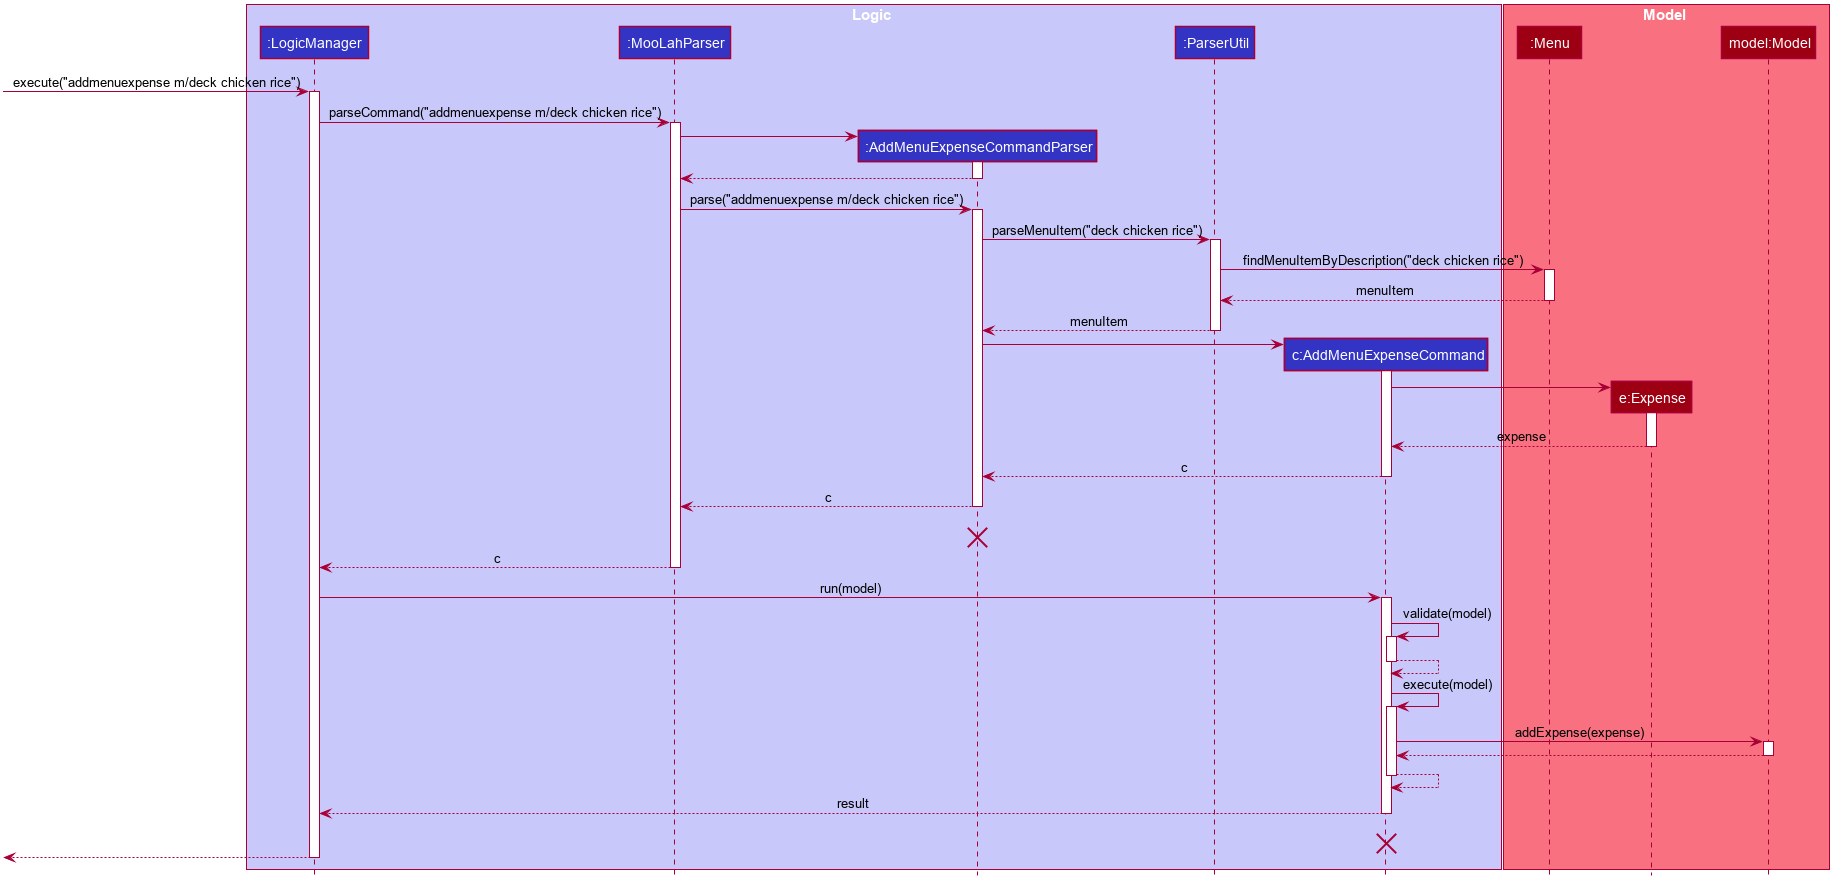 Logic
Model
:LogicManager
:MooLahParser
:ParserUtil
:Menu
model:Model
execute("addmenuexpense m/deck chicken rice")
parseCommand("addmenuexpense m/deck chicken rice")
:AddMenuExpenseCommandParser
parse("addmenuexpense m/deck chicken rice")
parseMenuItem("deck chicken rice")
findMenuItemByDescription("deck chicken rice")
menuItem
menuItem
c:AddMenuExpenseCommand
e:Expense
expense
c
c
c
run(model)
validate(model)
execute(model)
addExpense(expense)
result